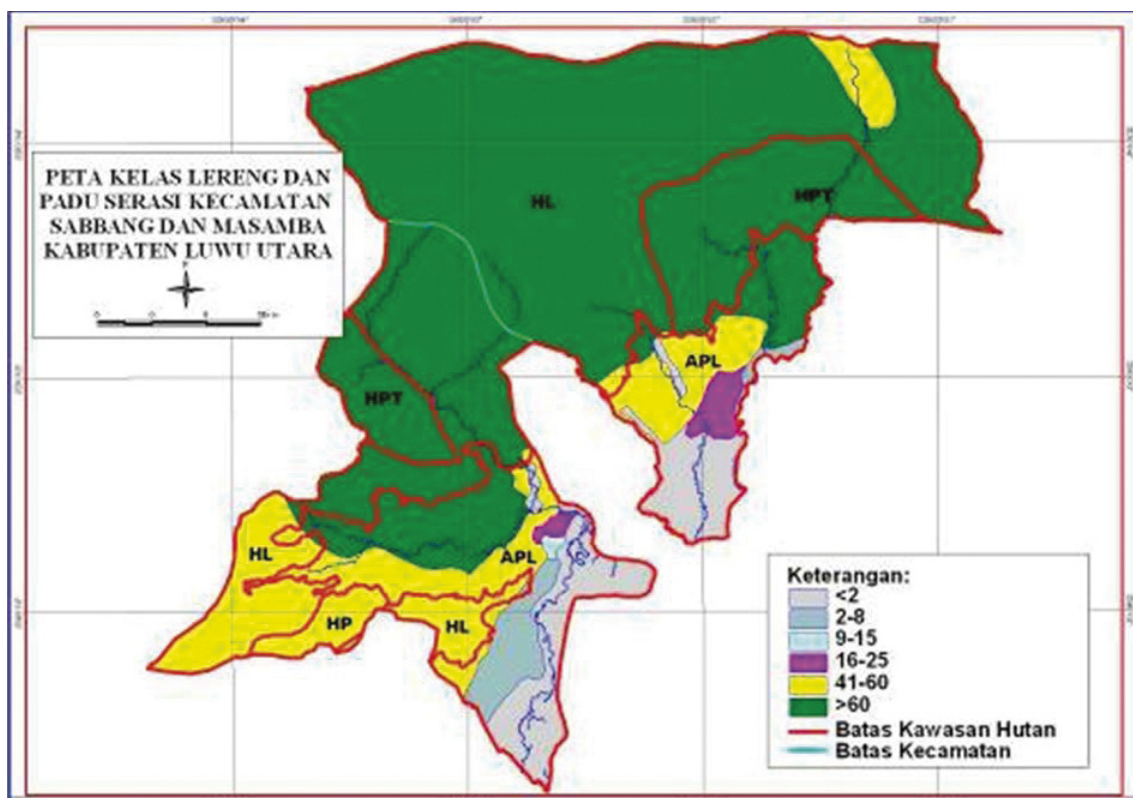 PETA KELAS LERENG DAN
PADU SERASI KECAMATAN
SABBANG DAN MASAMBA
KABUPATEN LUWU UTARA
HL
HPT
APL
HPT
HL
APL
HP
HL
Keterangan:
<2
2-8
9-15
16-25
41-60
>60
Batas Kawasan Hutan
Batas Kecamatan